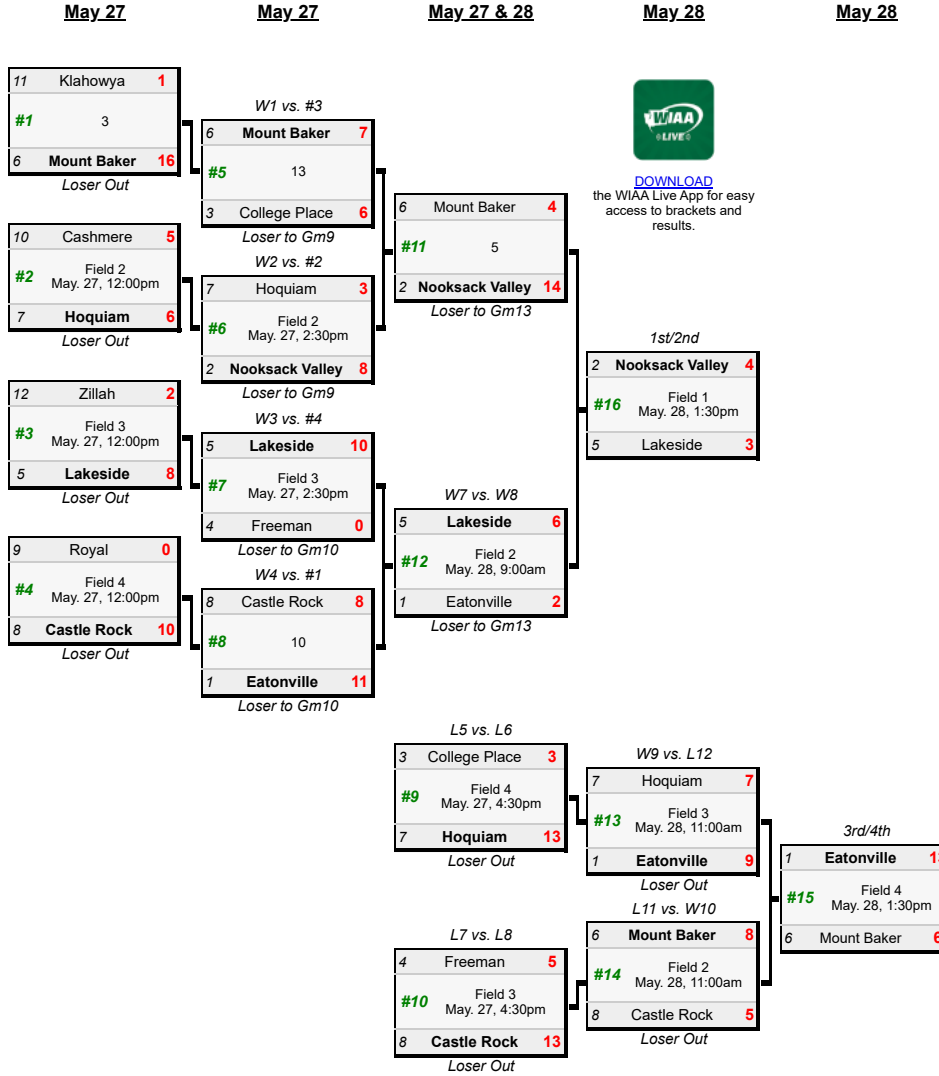 May 27
May 27
May 27 & 28
May 28
May 28
11 Klahowya 1
#1 3
6 Mount Baker 16
Loser Out
10 Cashmere 5
#2 Field 2
May. 27, 12:00pm
7 Hoquiam 6
Loser Out
12 Zillah 2
#3 Field 3
May. 27, 12:00pm
5 Lakeside 8
Loser Out
9 Royal 0
#4 Field 4
May. 27, 12:00pm
8 Castle Rock 10
Loser Out
W1 vs. #3
6 Mount Baker 7
#5 13
3 College Place 6
Loser to Gm9
W2 vs. #2
7 Hoquiam 3
#6 Field 2
May. 27, 2:30pm
2 Nooksack Valley 8
Loser to Gm9
W3 vs. #4
5 Lakeside 10
#7 Field 3
May. 27, 2:30pm
4 Freeman 0
Loser to Gm10
W4 vs. #1
8 Castle Rock 8
#8 10
1 Eatonville 11
Loser to Gm10
6 Mount Baker 4
#11 5
2 Nooksack Valley 14
Loser to Gm13
W7 vs. W8
5 Lakeside 6
#12 Field 2
May. 28, 9:00am
1 Eatonville 2
Loser to Gm13
WIAA
LIVE
DOWNLOAD
the WIAA Live App for easy
access to brackets and
results.
1st/2nd
2 Nooksack Valley 4
#16 Field 1
May. 28, 1:30pm
5 Lakeside 3
L5 vs. L6
3 College Place 3
#9 Field 4
May. 27, 4:30pm
7 Hoquiam 13
Loser Out
L7 vs. L8
4 Freeman 5
#10 Field 3
May. 27, 4:30pm
8 Castle Rock 13
Loser Out
W9 vs. L12
7 Hoquiam 7
#13 Field 3
May. 28, 11:00am
1 Eatonville 9
Loser Out
L11 vs. W10
6 Mount Baker 8
#14 Field 2
May. 28, 11:00am
8 Castle Rock 5
Loser Out
3rd/4th
1 Eatonville
#15 Field 4
May. 28, 1:30pm
6 Mount Baker 6